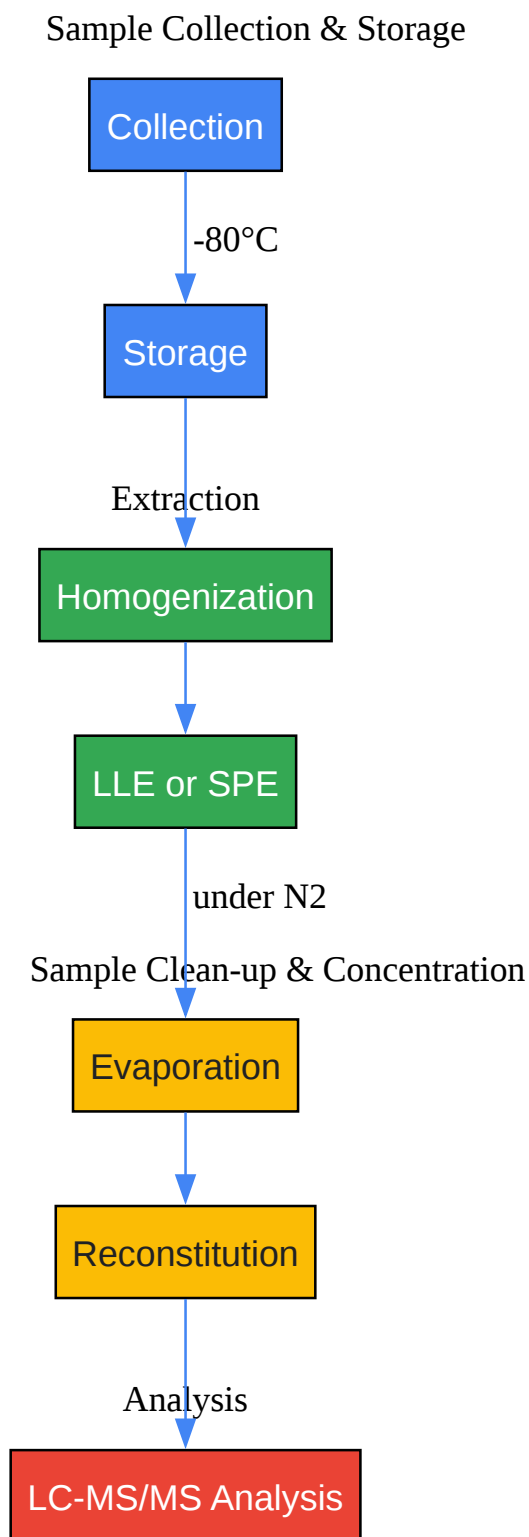 Sample Collection & Storage
Collection
-80°C
Storage
Extraction
Homogenization
LLE or SPE
under N2
Sample Clean-up & Concentration
Evaporation
Reconstitution
Analysis
LC-MS/MS Analysis